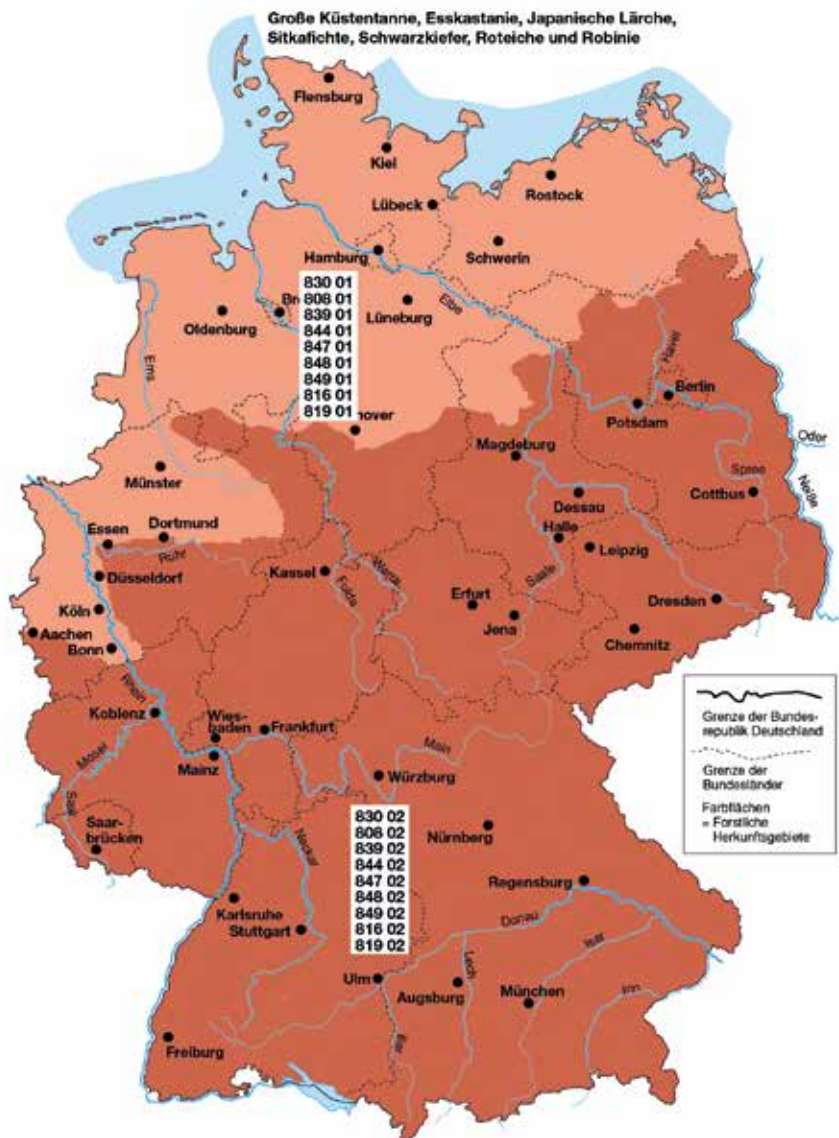 Große Küstentanne, Esskastanie, Japanische Lärche,
Sitkafichte, Schwarzkiefer, Roteiche und Robinie
Flensburg
Kiel
Rostock
Lübeck
Hamburg
Schwerin
830 01
808 01
839 01
844 01
847 01
848 01
849 01
816 01
819 01
Br
Oldenburg
Lüneburg
Elbe
Ems
Havel
Berlin
Potsdam
nover
Magdeburg
Oder
Münster
Spree
Cottbus
Neiße
Dessau
Essen
Dortmund
Halle
Ruhr
Leipzig
Düsseldorf
Kassel
Werra
Fulda
Saale
Erfurt
Dresden
Köln
Jena
Aachen
Chemnitz
Bonn
Rhein
Koblenz
Wies-
baden
Frankfurt
Mosel
Main
Mainz
Würzburg
Saar
Saar-
brücken
830 02
808 02
839 02
844 02
847 02
848 02
849 02
816 02
819 02
Nürnberg
Neckar
Regensburg
Karlsruhe
Stuttgart
Donau
Isar
Lech
Ulm
Augsburg
München
Inn
Iller
Freiburg
Grenze der Bundes-
republik Deutschland
Grenze der
Bundesländer
Farbflächen
= Forstliche
Herkunftsgebiete